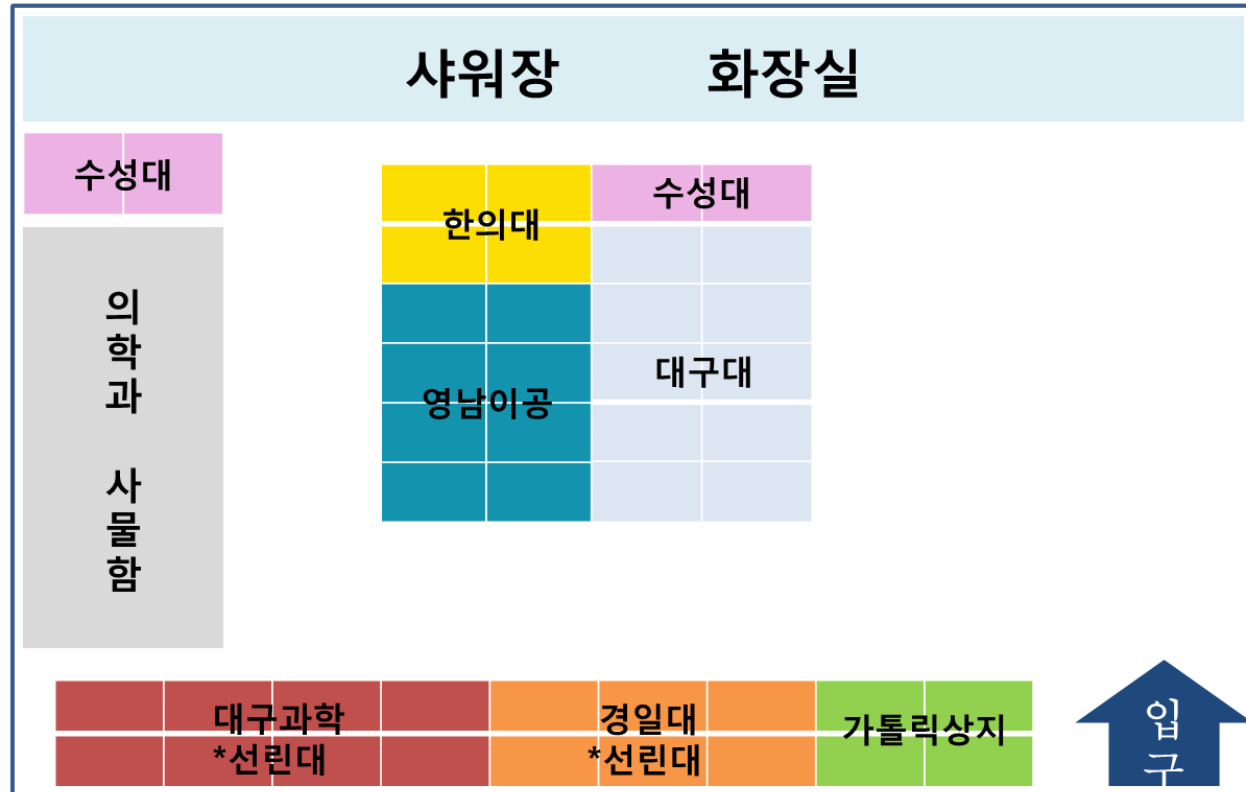 샤워장 화장실
수성대
한의대
수성대
의학과 사물함
영남이공
대구대
대구과학
*선린대
경일대
*선린대
가톨릭상지
입구